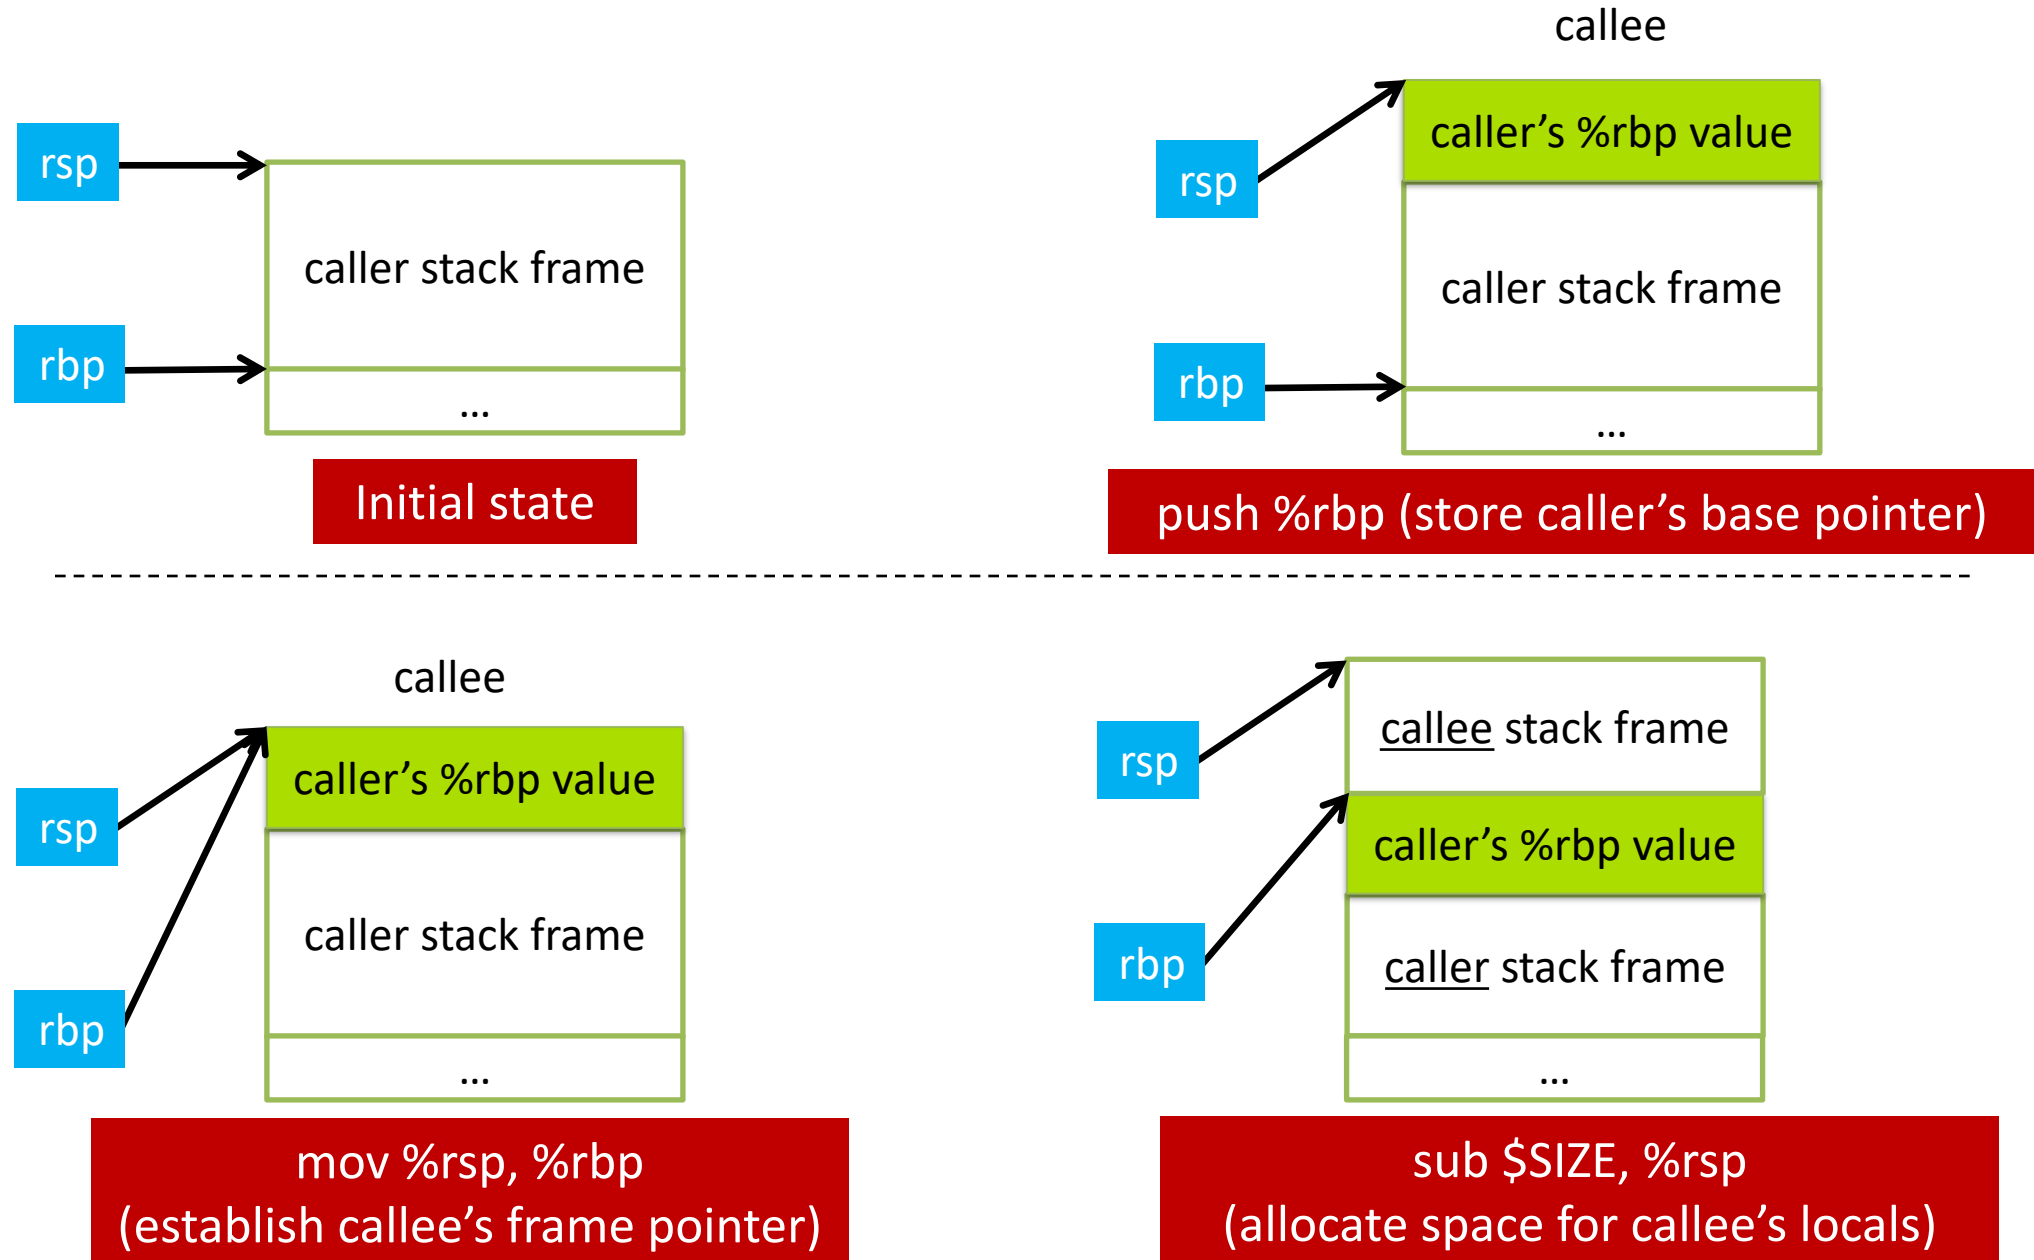 rsp
caller stack frame
rbp
...
Initial state
callee
caller’s %rbp value
rsp
caller stack frame
rbp
...
push %rbp (store caller’s base pointer)
callee
caller’s %rbp value
rsp
caller stack frame
rbp
...
mov %rsp, %rbp
(establish callee’s frame pointer)
callee stack frame
rsp
caller’s %rbp value
rbp
caller stack frame
...
sub $SIZE, %rsp
(allocate space for callee’s locals)